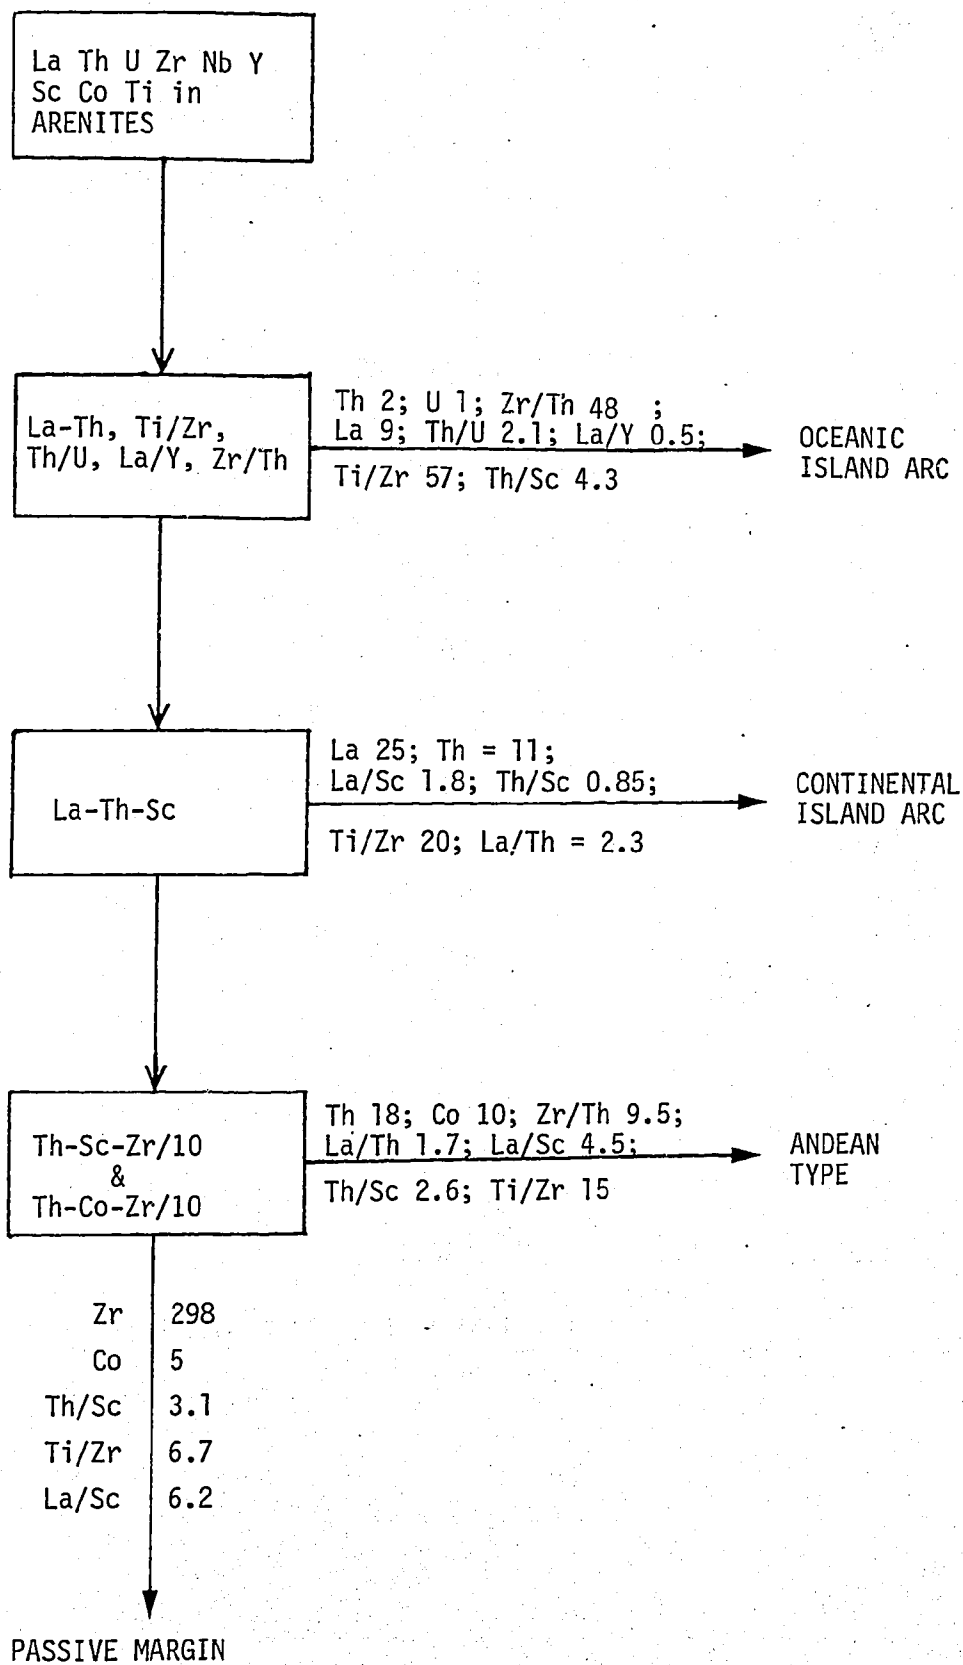 La Th U Zr Nb Y
Sc Co Ti in
ARENITES
La-Th, Ti/Zr,
Th/U, La/Y, Zr/Th
Th 2; U 1; Zr/Th 48 ;
La 9; Th/U 2.1; La/Y 0.5;
Ti/Zr 57; Th/Sc 4.3
OCEANIC
ISLAND ARC
La-Th-Sc
La 25; Th = 11;
La/Sc 1.8; Th/Sc 0.85;
Ti/Zr 20; La/Th = 2.3
CONTINENTAL
ISLAND ARC
Th-Sc-Zr/10
&
Th-Co-Zr/10
Th 18; Co 10; Zr/Th 9.5;
La/Th 1.7; La/Sc 4.5;
Th/Sc 2.6; Ti/Zr 15
ANDEAN
TYPE
Zr 298
Co 5
Th/Sc 3.1
Ti/Zr 6.7
La/Sc 6.2
PASSIVE MARGIN